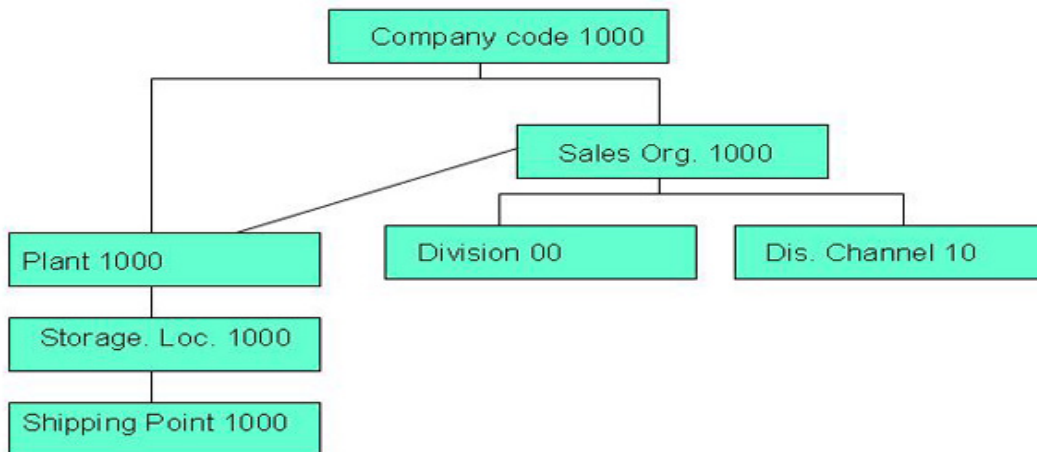 Company code 1000
Sales Org. 1000
Plant 1000
Division 00
Dis. Channel 10
Storage. Loc. 1000
Shipping Point 1000